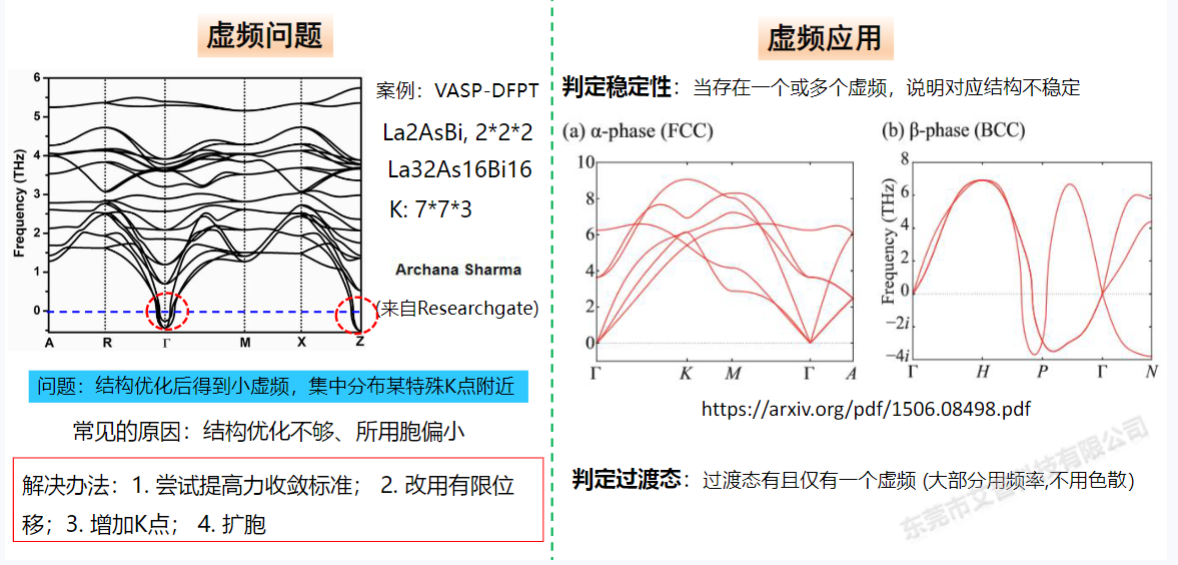 虚频问题
6
5
4
3
2
1
0
Frequency (THz)
A R Γ M X Z
案例：VASP-DFPT
La2AsBi, 2*2*2
La32As16Bi16
K: 7*7*3
Archana Sharma
(来自Researchgate)
问题：结构优化后得到小虚频，集中分布某特殊K点附近
常见的原因：结构优化不够、所用胞偏小
解决办法：1. 尝试提高力收敛标准； 2. 改用有限位
移；3. 增加K点； 4. 扩胞
虚频应用
判定稳定性：当存在一个或多个虚频，说明对应结构不稳定
(a) α-phase (FCC)
10
8
6
4
2
0
Γ K M Γ A
(b) β-phase (BCC)
8
6
4
2
0
−2i
−4i
Frequency (THz)
Γ H P Γ N
https://arxiv.org/pdf/1506.08498.pdf
判定过渡态：过渡态有且仅有一个虚频 (大部分用频率,不用色散)